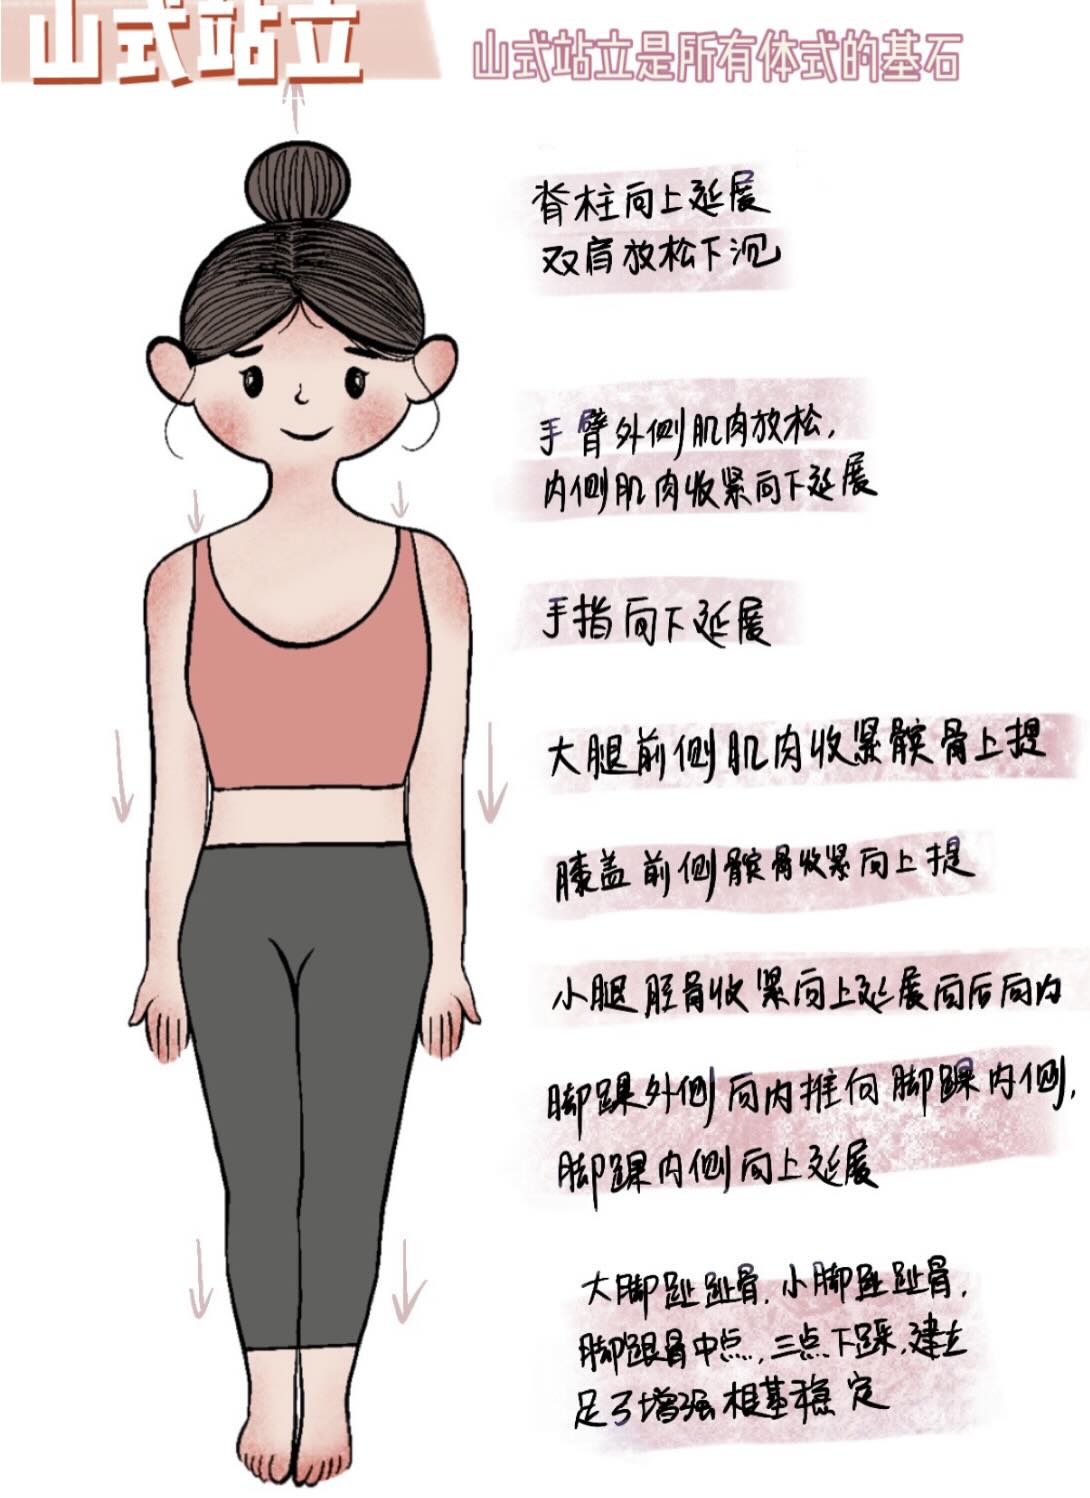 山式站立
山式站立是所有体式的基石
脊柱向上延展
双肩放松下沉
手臂外侧肌肉放松，
内侧肌肉收紧向下延展
手指向下延展
大腿前侧肌肉收紧髌骨上提
膝盖前侧髌骨收紧向上提
小腿胫骨收紧向上延展向后向内
脚踝外侧向内推向脚踝内侧，
脚踝内侧向上延展
大脚趾趾骨，小脚趾趾骨，
脚跟骨中点，三点下踩，建立
足弓增强根基稳定